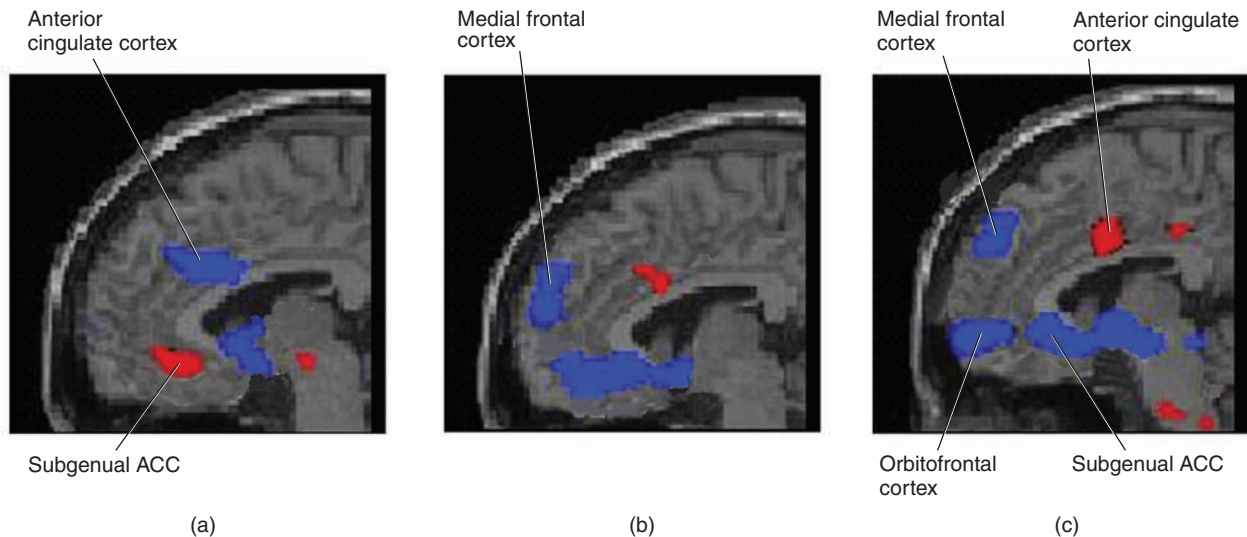 Anterior
cingulate cortex
Medial frontal
cortex
Medial frontal
cortex
Anterior cingulate
cortex
Subgenual ACC
Orbitofrontal
cortex
Subgenual ACC
(a)
(b)
(c)